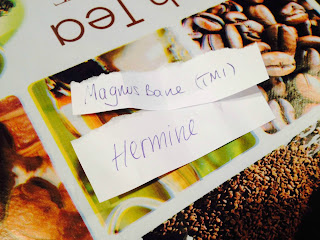 h Tea
Magnus Bane (TMI)
Hermine